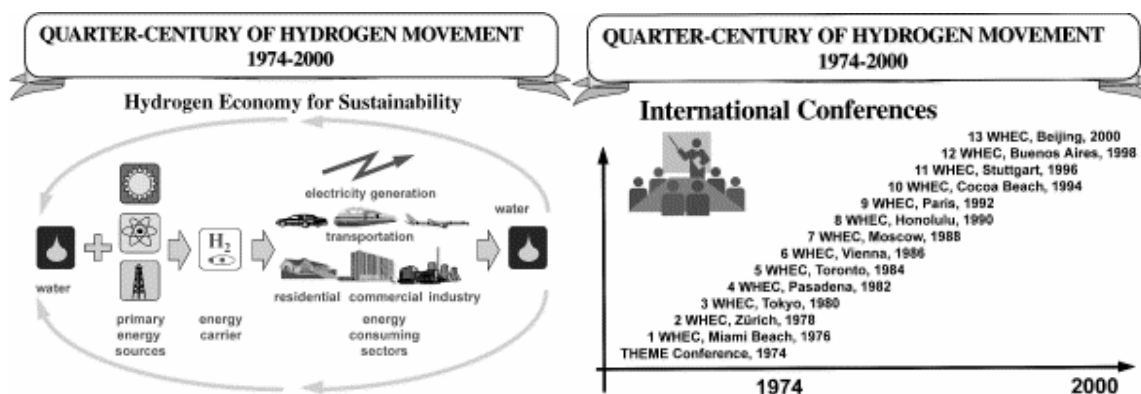 QUARTER-CENTURY OF HYDROGEN MOVEMENT
1974-2000
Hydrogen Economy for Sustainability
electricity generation
water
transportation
H2
water
residential commercial industry
primary
energy
sources
energy
carrier
energy
consuming
sectors
QUARTER-CENTURY OF HYDROGEN MOVEMENT
1974-2000
International Conferences
13 WHEC, Beijing, 2000
12 WHEC, Buenos Aires, 1998
11 WHEC, Stuttgart, 1996
10 WHEC, Cocoa Beach, 1994
9 WHEC, Paris, 1992
8 WHEC, Honolulu, 1990
7 WHEC, Moscow, 1988
6 WHEC, Vienna, 1986
5 WHEC, Toronto, 1984
4 WHEC, Pasadena, 1982
3 WHEC, Tokyo, 1980
2 WHEC, Zürich, 1978
1 WHEC, Miami Beach, 1976
THEME Conference, 1974
1974 2000